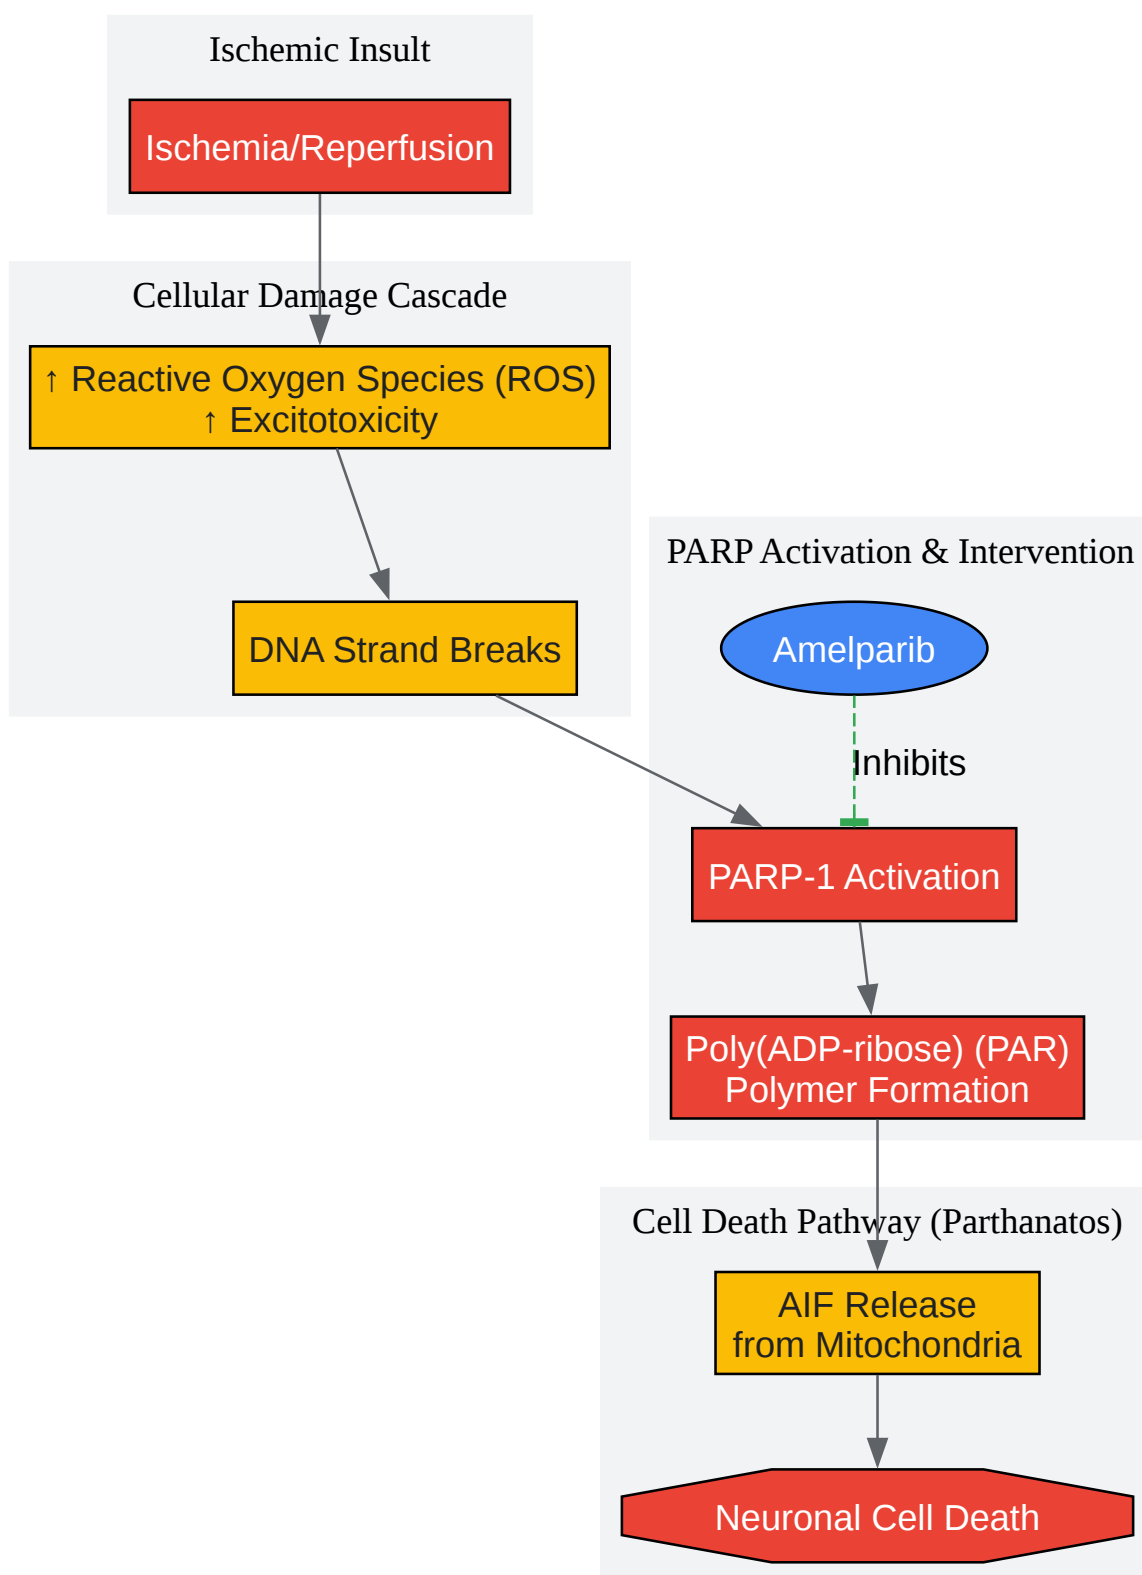 Ischemic Insult
Ischemia/Reperfusion
Cellular Damage Cascade
↑ Reactive Oxygen Species (ROS)
↑ Excitotoxicity
DNA Strand Breaks
PARP Activation & Intervention
Amelparib
Inhibits
PARP-1 Activation
Poly(ADP-ribose) (PAR)
Polymer Formation
Cell Death Pathway (Parthanatos)
AIF Release
from Mitochondria
Neuronal Cell Death